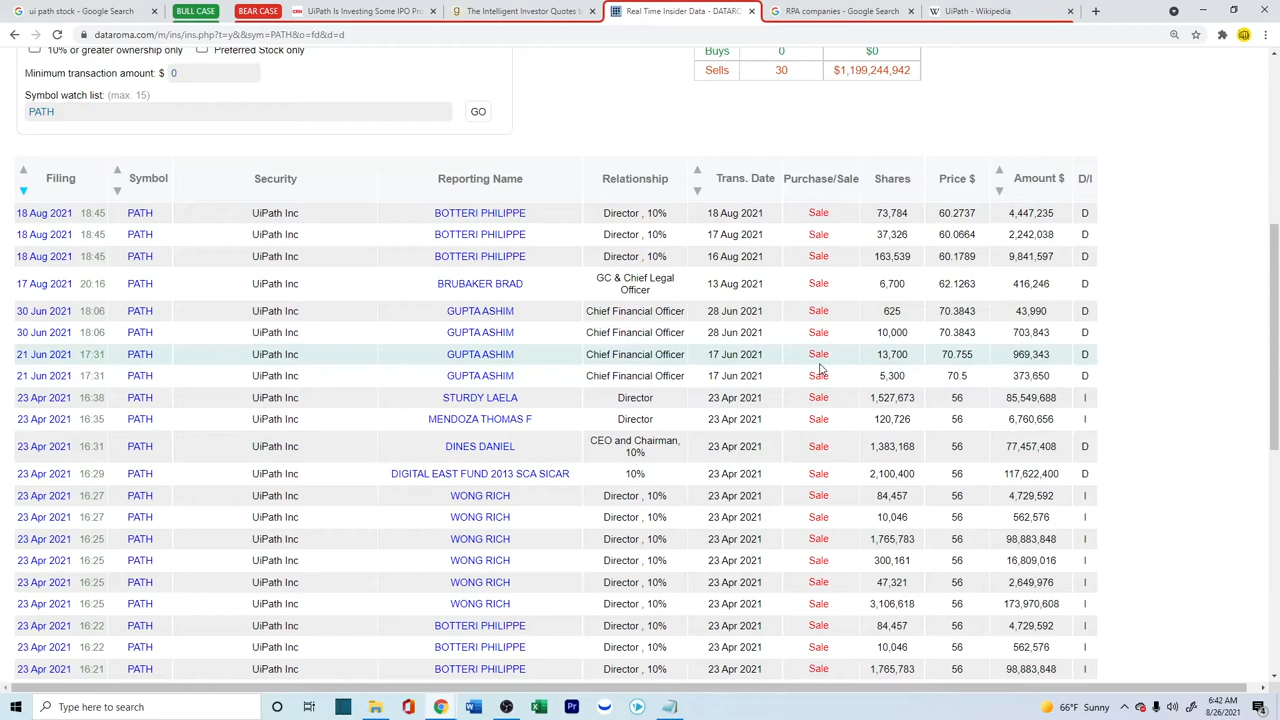 ui path stock - Google Search
BULL CASE
BEAR CASE
CRN
UiPath Is Investing Some IPO Pro
The Intelligent Investor Quotes b
Real Time Insider Data - DATARO
RPA companies - Google Search
UiPath - Wikipedia
dataroma.com/m/ins/ins.php?t=y&&sym=PATH&o=fd&d=d
10% of greater ownership only Preferred Stock only
Buys 0 $0
Minimum transaction amount: $ 0
Sells 30 $1,199,244,942
Symbol watch list: (max. 15)
PATH GO
Filing Symbol Security Reporting Name Relationship Trans. Date Purchase/Sale Shares Price $ Amount $ D/I
18 Aug 2021 18:45 PATH UiPath Inc BOTTERI PHILIPPE Director , 10% 18 Aug 2021 Sale 73,784 60.2737 4,447,235 D
18 Aug 2021 18:45 PATH UiPath Inc BOTTERI PHILIPPE Director , 10% 17 Aug 2021 Sale 37,326 60.0664 2,242,038 D
18 Aug 2021 18:45 PATH UiPath Inc BOTTERI PHILIPPE Director , 10% 16 Aug 2021 Sale 163,539 60.1789 9,841,597 D
17 Aug 2021 20:16 PATH UiPath Inc BRUBAKER BRAD GC & Chief Legal Officer 13 Aug 2021 Sale 6,700 62.1263 416,246 D
30 Jun 2021 18:06 PATH UiPath Inc GUPTA ASHIM Chief Financial Officer 28 Jun 2021 Sale 625 70.3843 43,990 D
30 Jun 2021 18:06 PATH UiPath Inc GUPTA ASHIM Chief Financial Officer 28 Jun 2021 Sale 10,000 70.3843 703,843 D
21 Jun 2021 17:31 PATH UiPath Inc GUPTA ASHIM Chief Financial Officer 17 Jun 2021 Sale 13,700 70.755 969,343 D
21 Jun 2021 17:31 PATH UiPath Inc GUPTA ASHIM Chief Financial Officer 17 Jun 2021 Sale 5,300 70.5 373,650 D
23 Apr 2021 16:38 PATH UiPath Inc STURDY LAELA Director 23 Apr 2021 Sale 1,527,673 56 85,549,688 I
23 Apr 2021 16:35 PATH UiPath Inc MENDOZA THOMAS F Director 23 Apr 2021 Sale 120,726 56 6,760,656 I
23 Apr 2021 16:31 PATH UiPath Inc DINES DANIEL CEO and Chairman, 10% 23 Apr 2021 Sale 1,383,168 56 77,457,408 D
23 Apr 2021 16:29 PATH UiPath Inc DIGITAL EAST FUND 2013 SCA SICAR 10% 23 Apr 2021 Sale 2,100,400 56 117,622,400 D
23 Apr 2021 16:27 PATH UiPath Inc WONG RICH Director , 10% 23 Apr 2021 Sale 84,457 56 4,729,592 I
23 Apr 2021 16:27 PATH UiPath Inc WONG RICH Director , 10% 23 Apr 2021 Sale 10,046 56 562,576 I
23 Apr 2021 16:25 PATH UiPath Inc WONG RICH Director , 10% 23 Apr 2021 Sale 1,765,783 56 98,883,848 I
23 Apr 2021 16:25 PATH UiPath Inc WONG RICH Director , 10% 23 Apr 2021 Sale 300,161 56 16,809,016 I
23 Apr 2021 16:25 PATH UiPath Inc WONG RICH Director , 10% 23 Apr 2021 Sale 47,321 56 2,649,976 I
23 Apr 2021 16:25 PATH UiPath Inc WONG RICH Director , 10% 23 Apr 2021 Sale 3,106,618 56 173,970,608 I
23 Apr 2021 16:22 PATH UiPath Inc BOTTERI PHILIPPE Director , 10% 23 Apr 2021 Sale 84,457 56 4,729,592 I
23 Apr 2021 16:22 PATH UiPath Inc BOTTERI PHILIPPE Director , 10% 23 Apr 2021 Sale 10,046 56 562,576 I
23 Apr 2021 16:21 PATH UiPath Inc BOTTERI PHILIPPE Director , 10% 23 Apr 2021 Sale 1,765,783 56 98,883,848 I
Type here to search
66°F Sunny
6:42 AM
8/26/2021